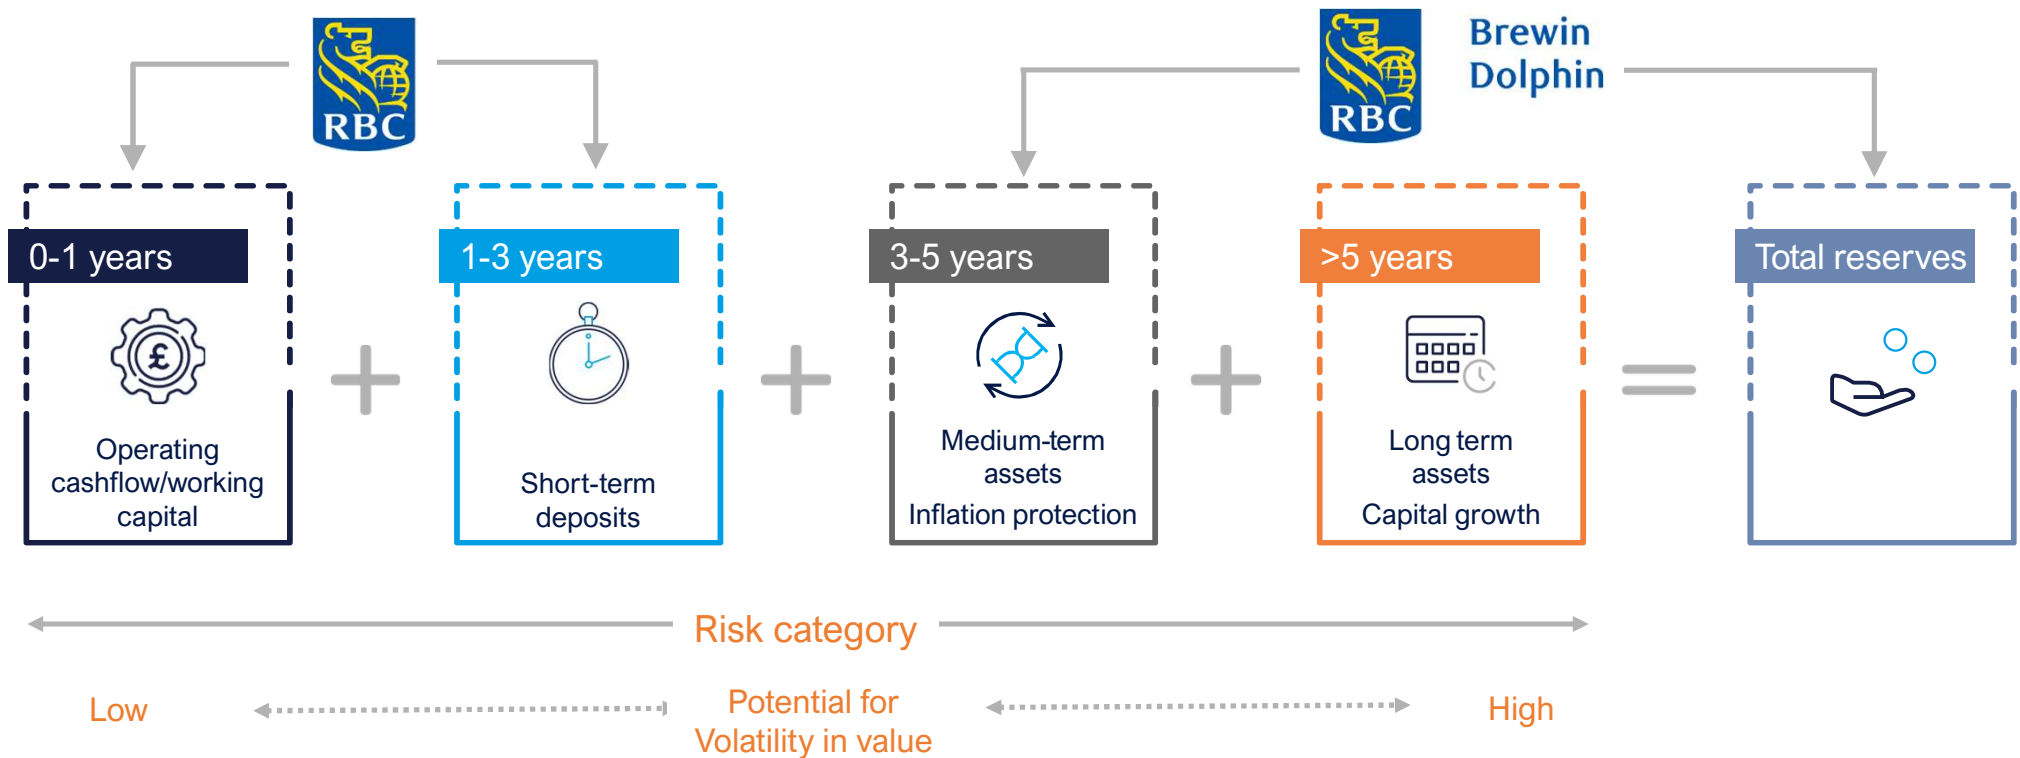 RBC
RBC
Brewin
Dolphin
0-1 years
1-3 years
3-5 years
>5 years
Total reserves
£
Operating
cashflow/working
capital
Short-term
deposits
Medium-term
assets
Inflation protection
Long term
assets
Capital growth
Risk category
Low
Potential for
Volatility in value
High